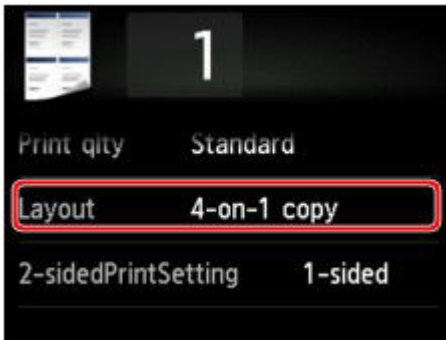 1
Print qlty Standard
Layout 4-on-1 copy
2-sidedPrintSetting 1-sided